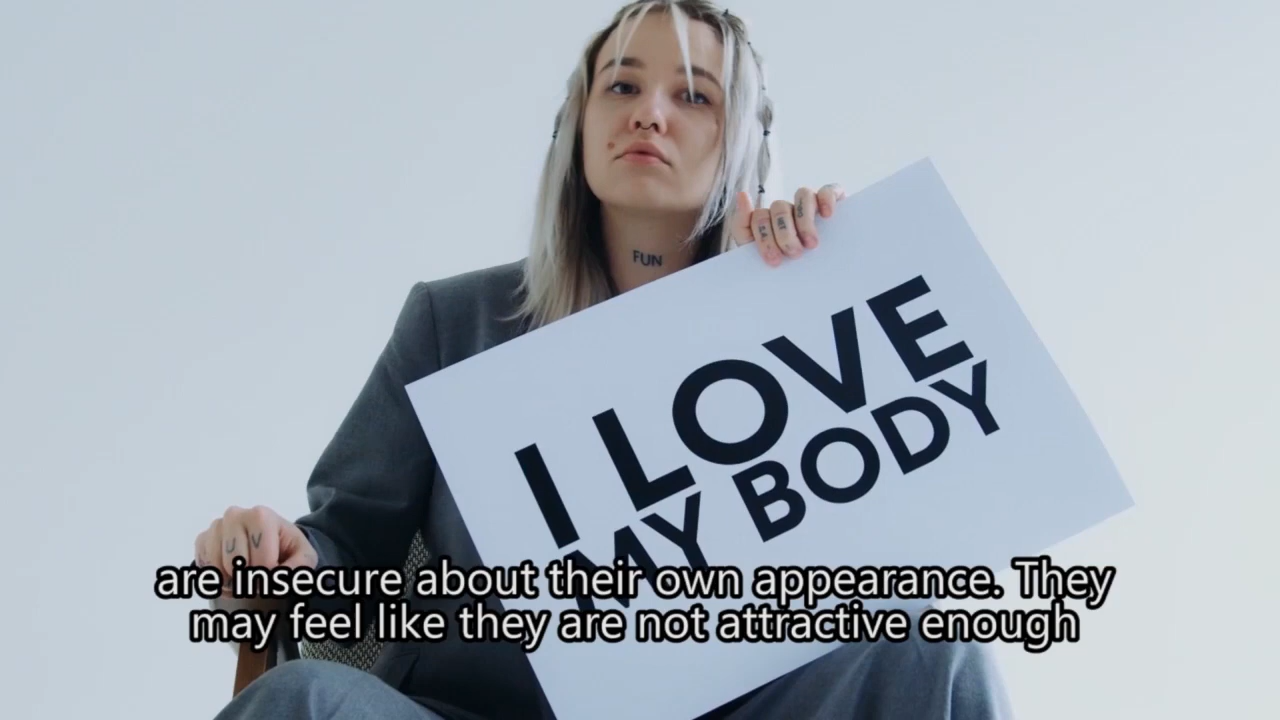 FUN
I LOVE
MY BODY
U V
are insecure about their own appearance. They
may feel like they are not attractive enough